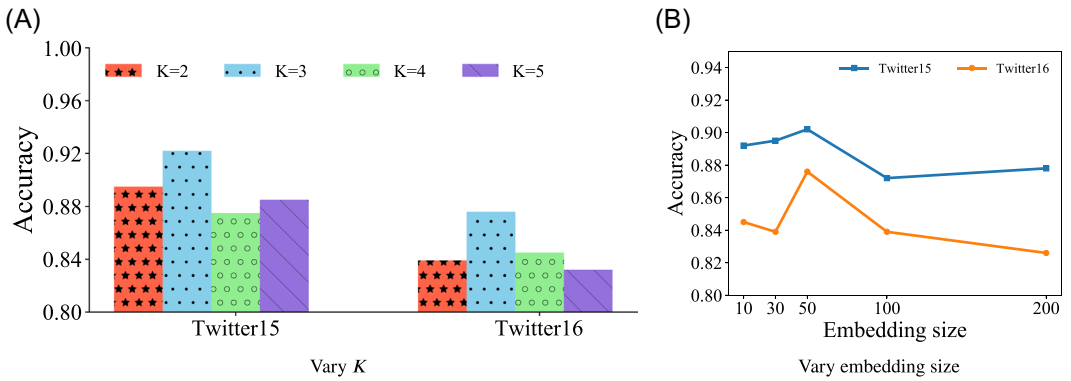 (A)
1.00
0.96
0.92
0.88
0.84
0.80
Accuracy
K=2 K=3 K=4 K=5
Twitter15 Twitter16
Vary K
(B)
0.94
0.92
0.90
0.88
0.86
0.84
0.82
0.80
Accuracy
Twitter15 Twitter16
10 30 50 100 200
Embedding size
Vary embedding size